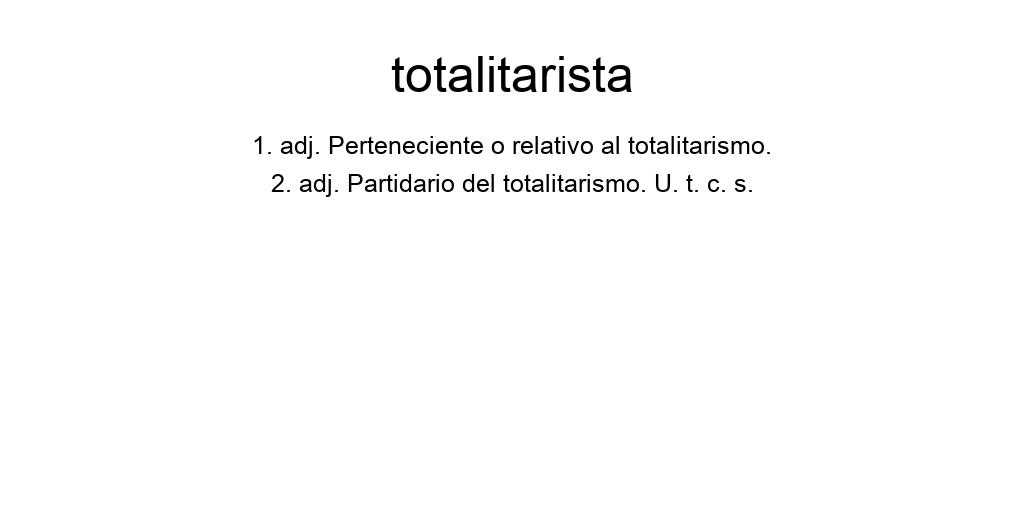 totalitarista
1. adj. Perteneciente o relativo al totalitarismo.
2. adj. Partidario del totalitarismo. U. t. c. s.